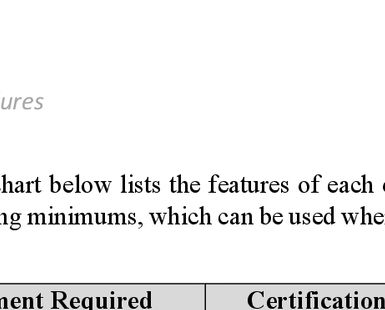 ures
hart below lists the features of each
ng minimums, which can be used whe
ment Required Certification